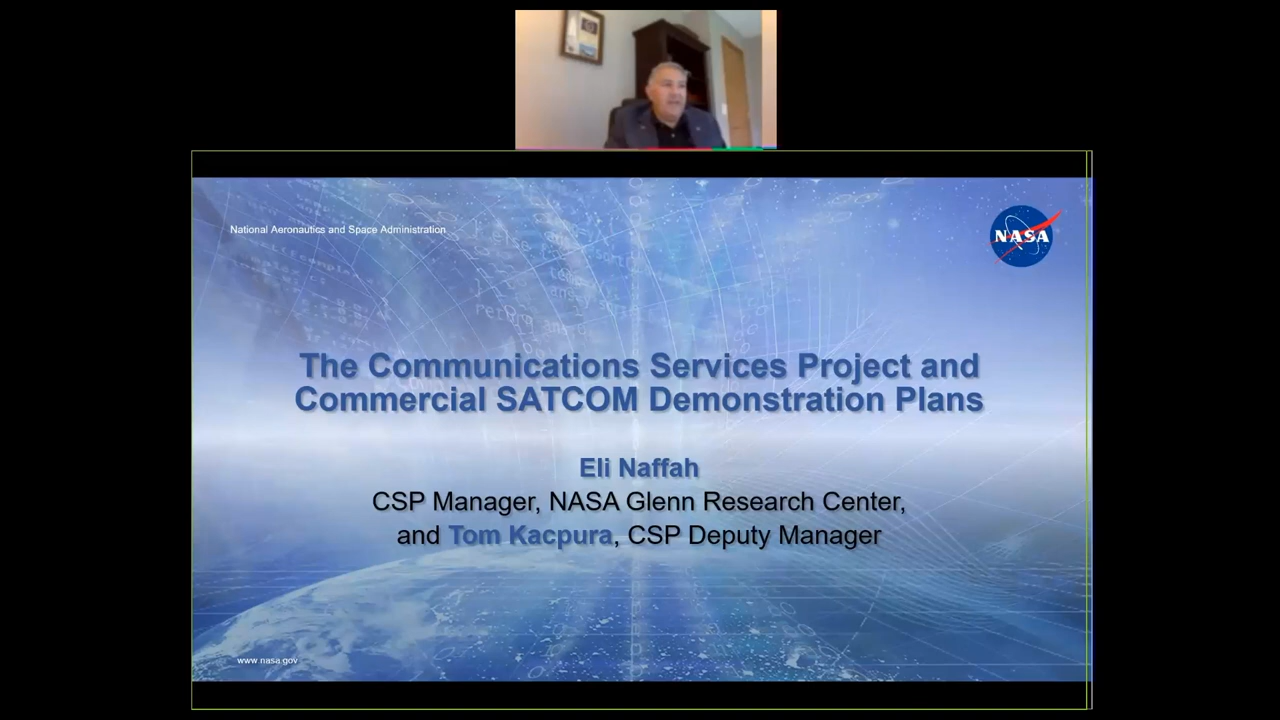 National Aeronautics and Space Administration
NASA
The Communications Services Project and
Commercial SATCOM Demonstration Plans
Eli Naffah
CSP Manager, NASA Glenn Research Center,
and Tom Kacpura, CSP Deputy Manager
www.nasa.gov